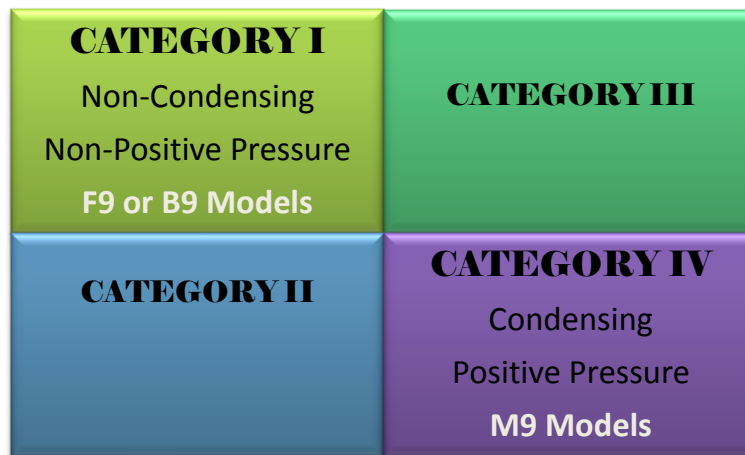 CATEGORY I
Non-Condensing
Non-Positive Pressure
F9 or B9 Models
CATEGORY III
CATEGORY II
CATEGORY IV
Condensing
Positive Pressure
M9 Models